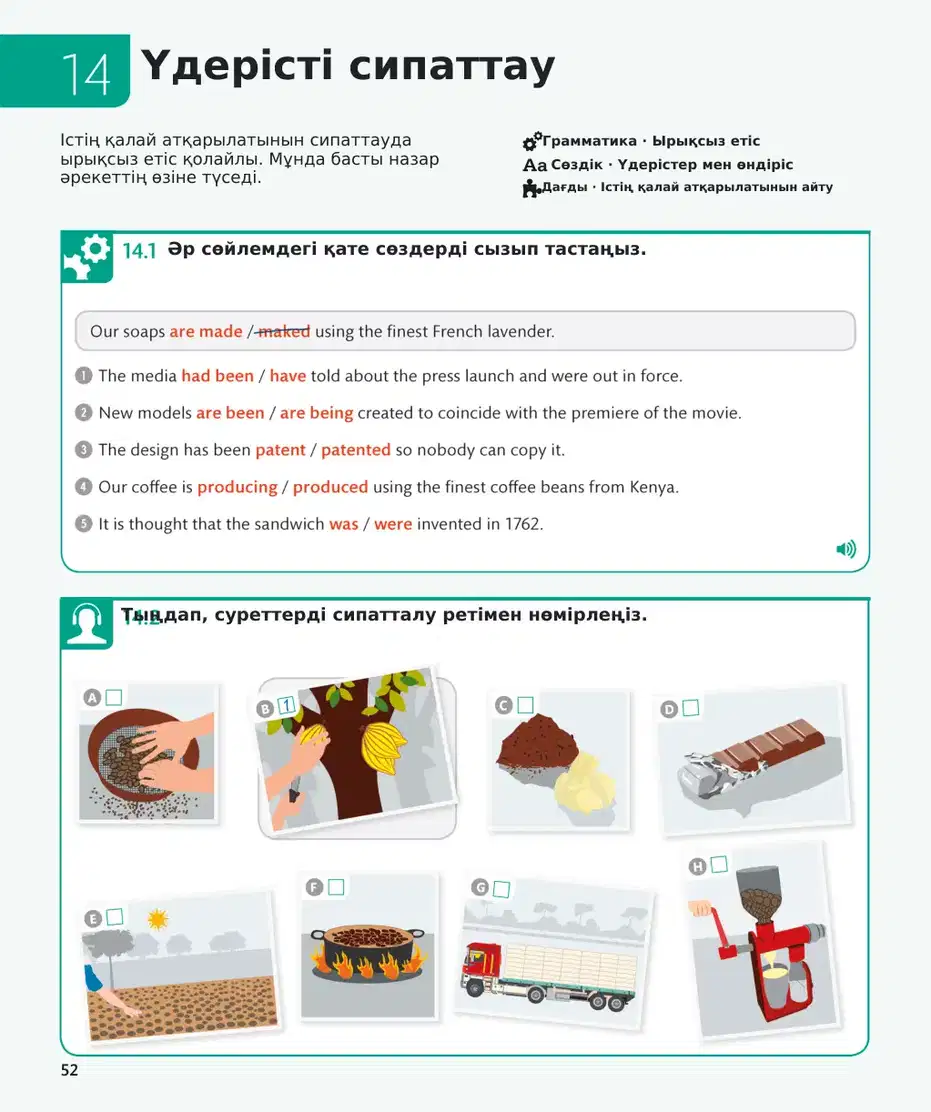 14
Үдерісті сипаттау
Істің қалай атқарылатынын сипаттауда
ырықсыз етіс қолайлы. Мұнда басты назар
әрекеттің өзіне түседі.
Грамматика · Ырықсыз етіс
Aa Сөздік · Үдерістер мен өндіріс
Дағды · Істің қалай атқарылатынын айту
14.1 Әр сөйлемдегі қате сөздерді сызып тастаңыз.
Our soaps are made / maked using the finest French lavender.
1 The media had been / have told about the press launch and were out in force.
2 New models are been / are being created to coincide with the premiere of the movie.
3 The design has been patent / patented so nobody can copy it.
4 Our coffee is producing / produced using the finest coffee beans from Kenya.
5 It is thought that the sandwich was / were invented in 1762.
14.2 Тыңдап, суреттерді сипатталу ретімен нөмірлеңіз.
A
B 1
C
D
E
F
G
H
52